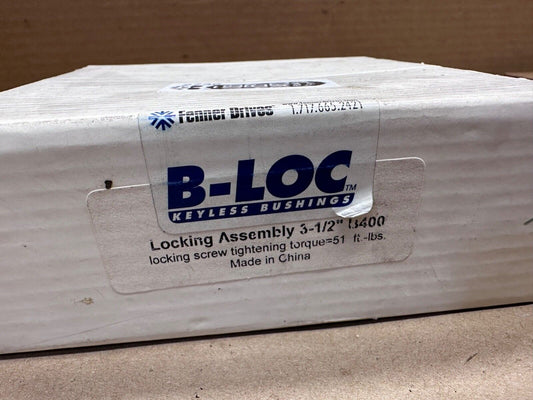 Fenner Drives 1.717.665.2421
B-LOC™
KEYLESS BUSHINGS
Locking Assembly 3-1/2" B400
locking screw tightening torque=51 ft.-lbs.
Made in China